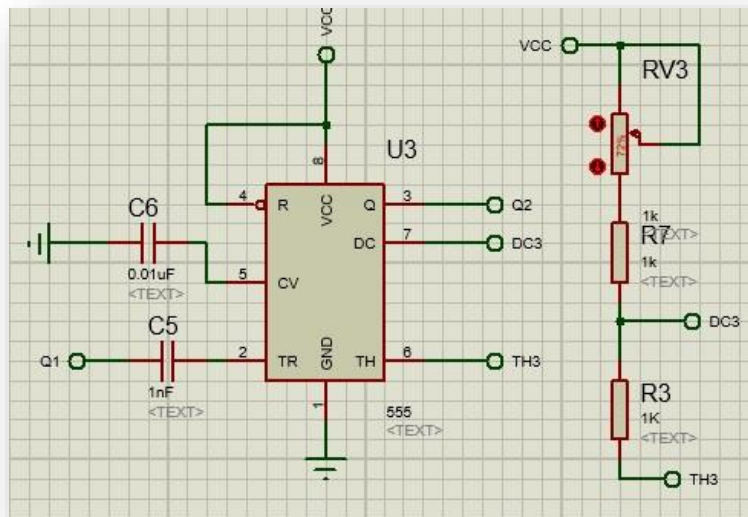 VCC
U3
8
4
R
VCC
Q
3
Q2
DC
7
DC3
C6
0.01uF
<TEXT>
5
CV
C5
1nF
<TEXT>
Q1
2
TR
GND
TH
6
TH3
1
555
<TEXT>
VCC
RV3
72%
1k
<TEXT>
R7
1k
<TEXT>
DC3
R3
1K
<TEXT>
TH3